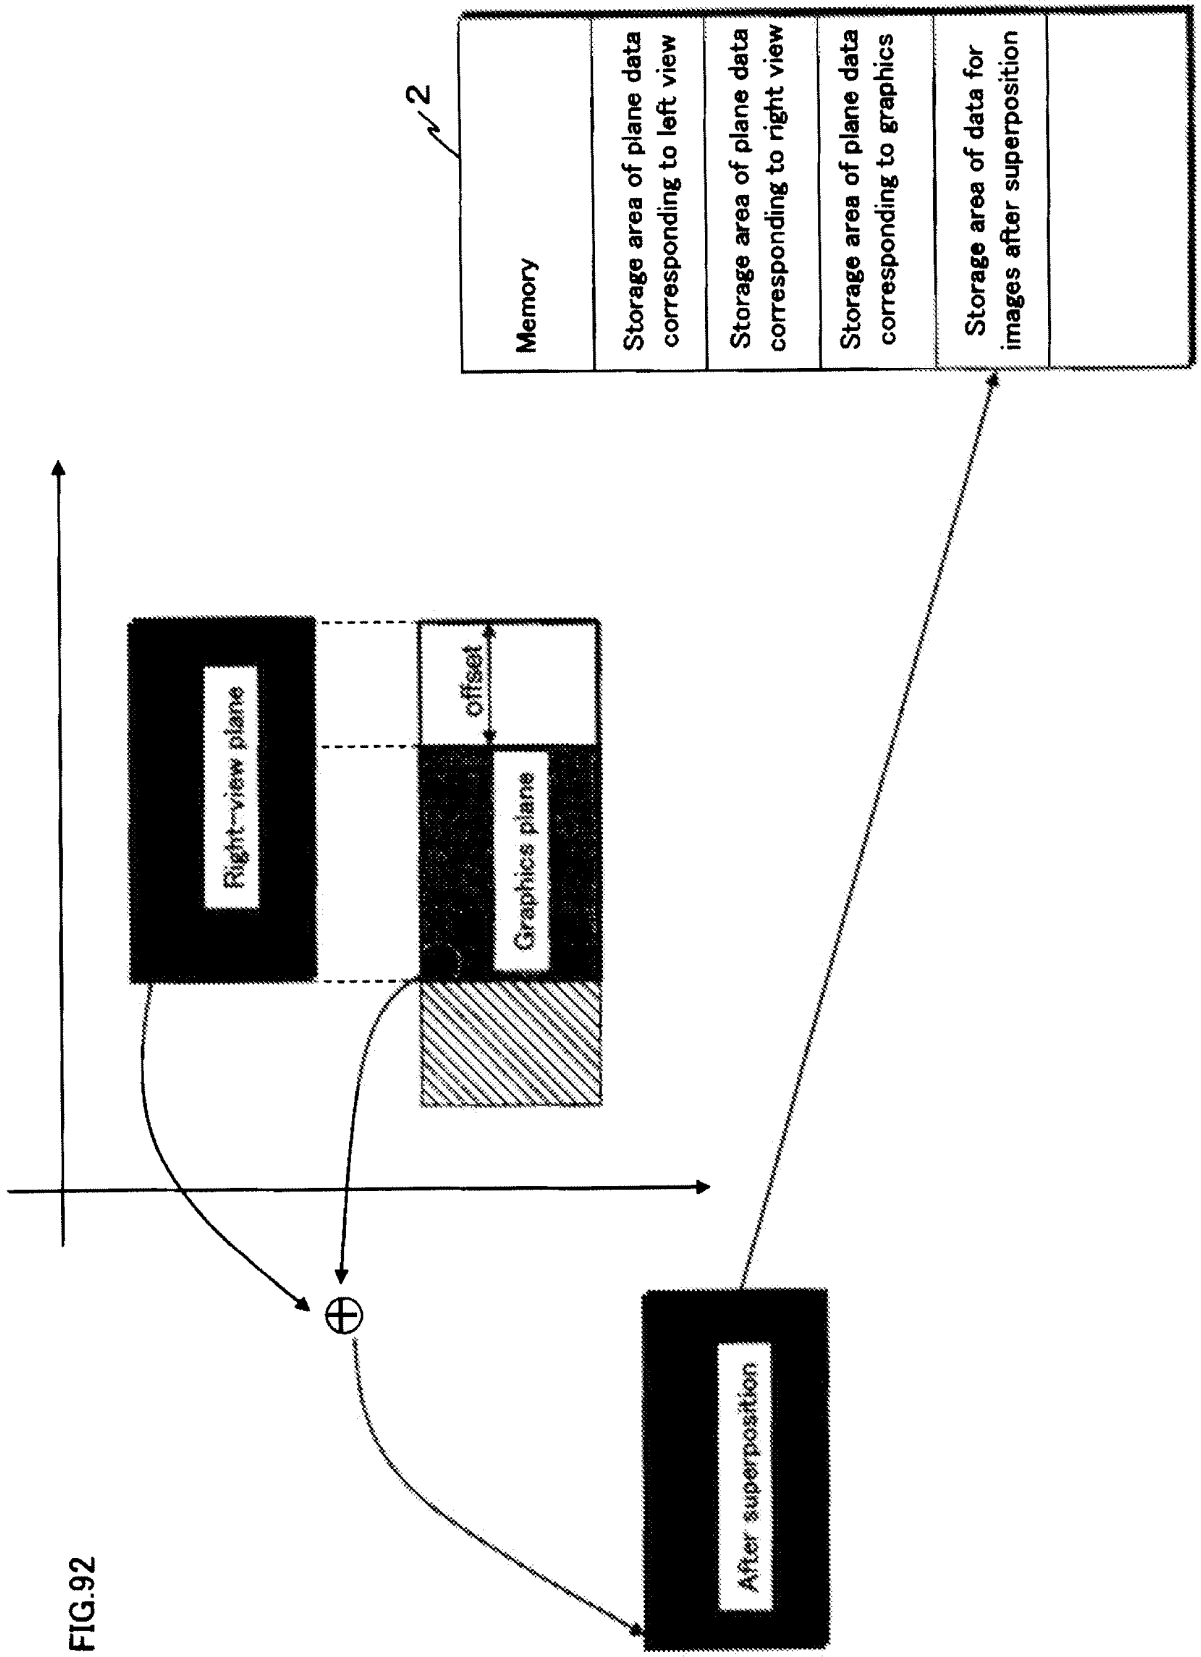 FIG.92
Right-view plane
offset
Graphics plane
After superposition
2
Memory
Storage area of plane data
corresponding to left view
Storage area of plane data
corresponding to right view
Storage area of plane data
corresponding to graphics
Storage area of data for
images after superposition